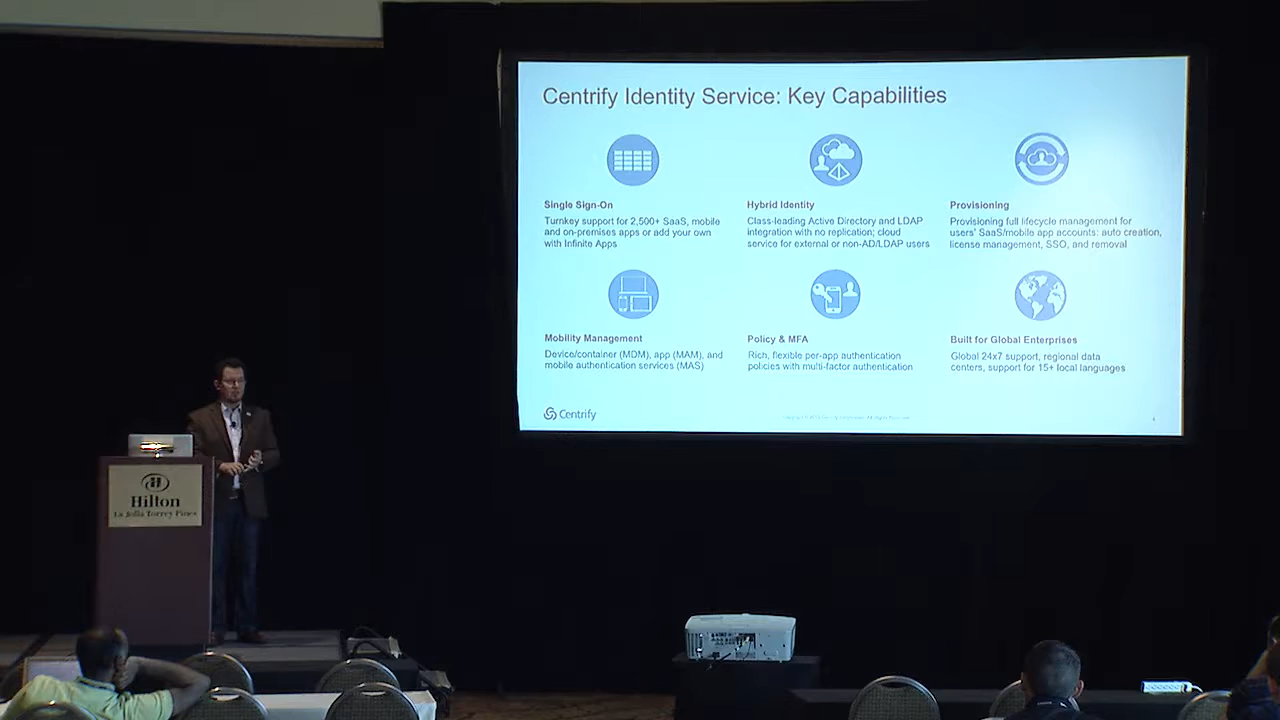 Centrify Identity Service: Key Capabilities
Single Sign-On
Turnkey support for 2,500+ SaaS, mobile
and on-premises apps or add your own
with Infinite Apps
Hybrid Identity
Class-leading Active Directory and LDAP
integration with no replication; cloud
service for external or non-AD/LDAP users
Provisioning
Provisioning full lifecycle management for
users' SaaS/mobile app accounts: auto creation,
license management, SSO, and removal
Mobility Management
Device/container (MDM), app (MAM), and
mobile authentication services (MAS)
Policy & MFA
Rich, flexible per-app authentication
policies with multi-factor authentication
Built for Global Enterprises
Global 24x7 support, regional data
centers, support for 15+ local languages
Centrify
Hilton
La Jolla Torrey Pines